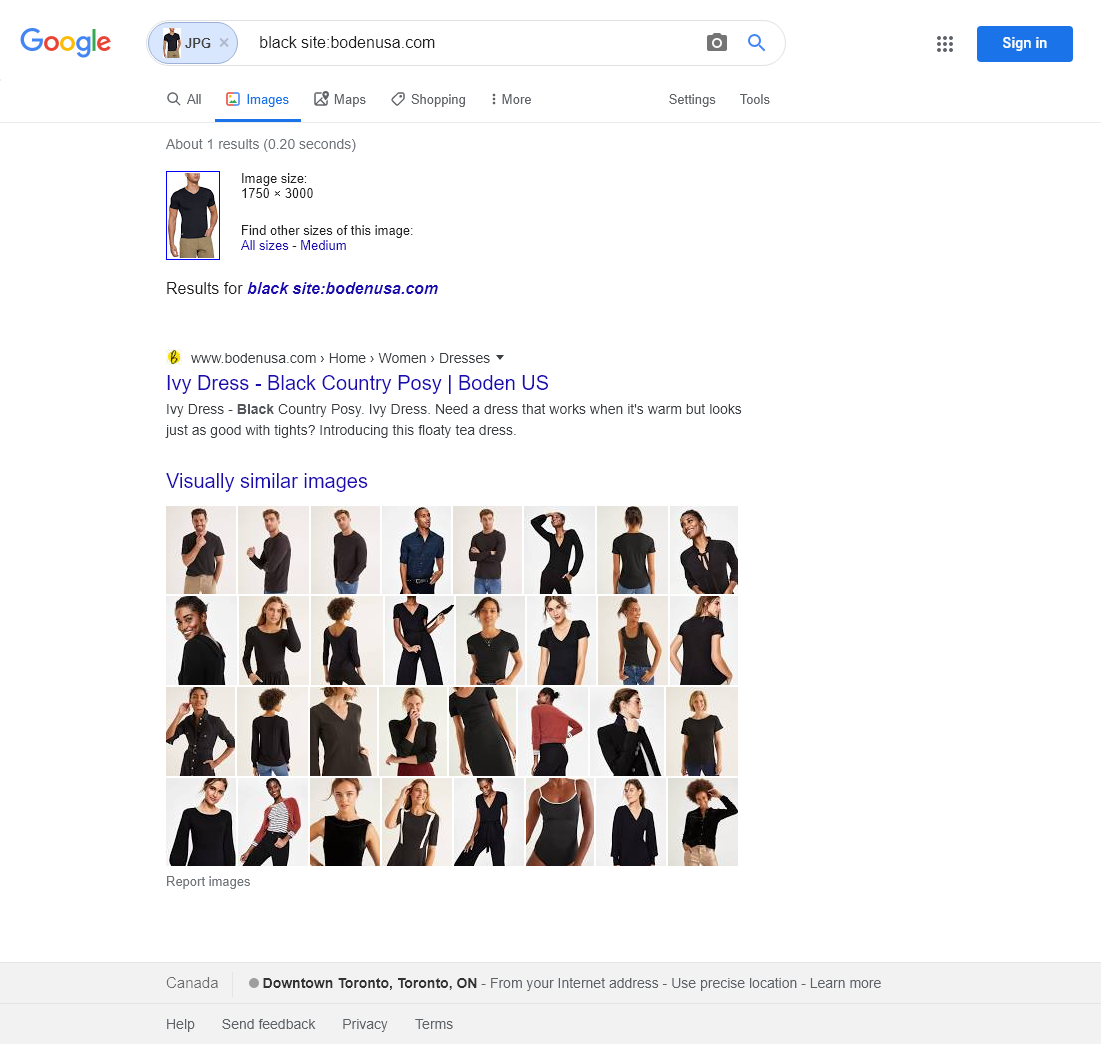 Google
JPG ×
black site:bodenusa.com
Sign in
All
Images
Maps
Shopping
More
Settings
Tools
About 1 results (0.20 seconds)
Image size:
1750 × 3000
Find other sizes of this image:
All sizes - Medium
Results for black site:bodenusa.com
www.bodenusa.com › Home › Women › Dresses
Ivy Dress - Black Country Posy | Boden US
Ivy Dress - Black Country Posy. Ivy Dress. Need a dress that works when it's warm but looks
just as good with tights? Introducing this floaty tea dress.
Visually similar images
Report images
Canada
Downtown Toronto, Toronto, ON - From your Internet address - Use precise location - Learn more
Help
Send feedback
Privacy
Terms